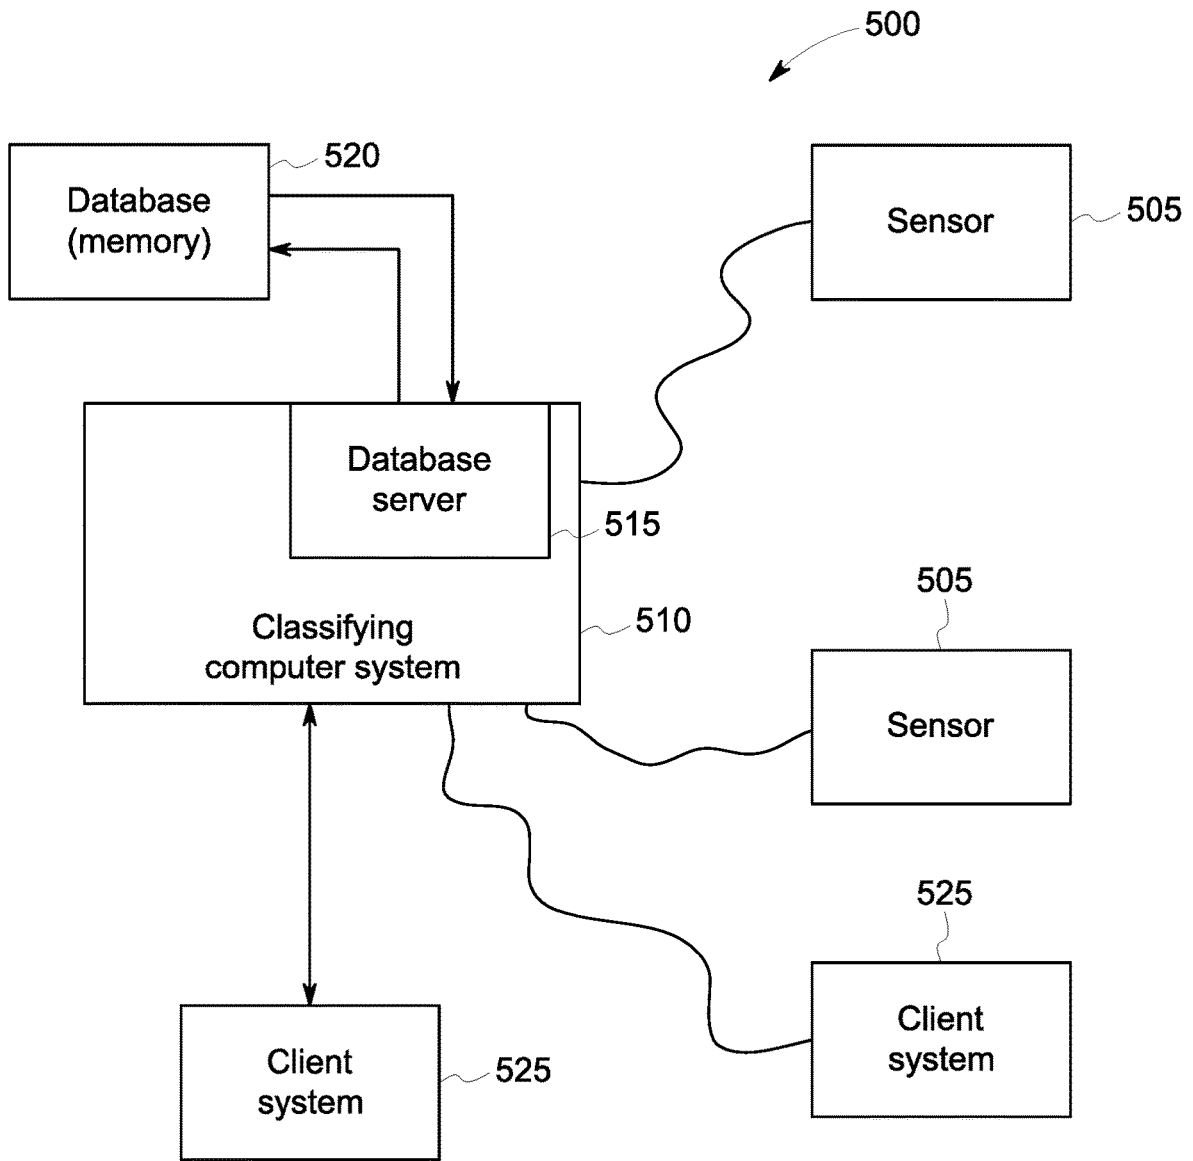 500
520
Database
(memory)
Sensor
505
Database
server
515
Classifying
computer system
510
505
Sensor
525
Client
system
Client
system
525